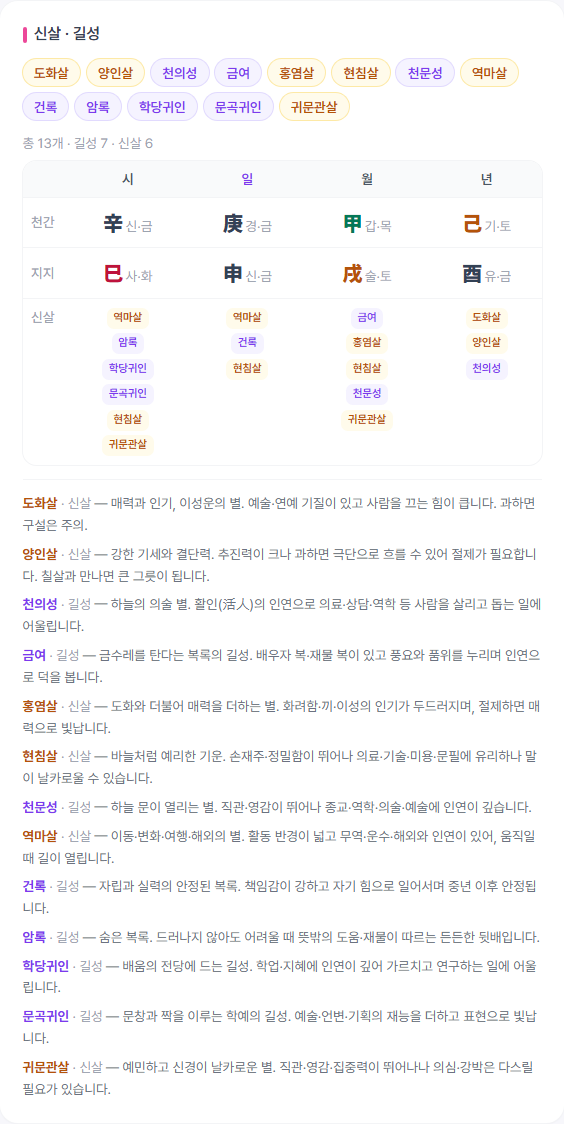 신살 · 길성
도화살 양인살 천의성 금여 홍염살 현침살 천문성 역마살
건록 암록 학당귀인 문곡귀인 귀문관살
총 13개 · 길성 7 · 신살 6
시 일 월 년
천간 辛 신·금 庚 경·금 甲 갑·목 己 기·토
지지 巳 사·화 申 신·금 戌 술·토 酉 유·금
신살 역마살 역마살 금여 도화살
암록 건록 홍염살 양인살
학당귀인 현침살 현침살 천의성
문곡귀인 천문성
현침살 귀문관살
귀문관살
도화살 · 신살 — 매력과 인기, 이성운의 별. 예술·연예 기질이 있고 사람을 끄는 힘이 큽니다. 과하면
구설은 주의.
양인살 · 신살 — 강한 기세와 결단력. 추진력이 크나 과하면 극단으로 흐를 수 있어 절제가 필요합니
다. 칠살과 만나면 큰 그릇이 됩니다.
천의성 · 길성 — 하늘의 의술 별. 활인(活人)의 인연으로 의료·상담·역학 등 사람을 살리고 돕는 일에
어울립니다.
금여 · 길성 — 금수레를 탄다는 복록의 길성. 배우자 복·재물 복이 있고 풍요와 품위를 누리며 인연으
로 덕을 봅니다.
홍염살 · 신살 — 도화와 더불어 매력을 더하는 별. 화려함·끼·이성의 인기가 두드러지며, 절제하면 매
력으로 빛납니다.
현침살 · 신살 — 바늘처럼 예리한 기운. 손재주·정밀함이 뛰어나 의료·기술·미용·문필에 유리하나 말
이 날카로울 수 있습니다.
천문성 · 길성 — 하늘 문이 열리는 별. 직관·영감이 뛰어나 종교·역학·의술·예술에 인연이 깊습니다.
역마살 · 신살 — 이동·변화·여행·해외의 별. 활동 반경이 넓고 무역·운수·해외와 인연이 있어, 움직일
때 길이 열립니다.
건록 · 길성 — 자립과 실력의 안정된 복록. 책임감이 강하고 자기 힘으로 일어서며 중년 이후 안정됩
니다.
암록 · 길성 — 숨은 복록. 드러나지 않아도 어려울 때 뜻밖의 도움·재물이 따르는 든든한 뒷배입니다.
학당귀인 · 길성 — 배움의 전당에 드는 길성. 학업·지혜에 인연이 깊어 가르치고 연구하는 일에 어울
립니다.
문곡귀인 · 길성 — 문창과 짝을 이루는 학예의 길성. 예술·언변·기획의 재능을 더하고 표현으로 빛납
니다.
귀문관살 · 신살 — 예민하고 신경이 날카로운 별. 직관·영감·집중력이 뛰어나나 의심·강박은 다스릴
필요가 있습니다.